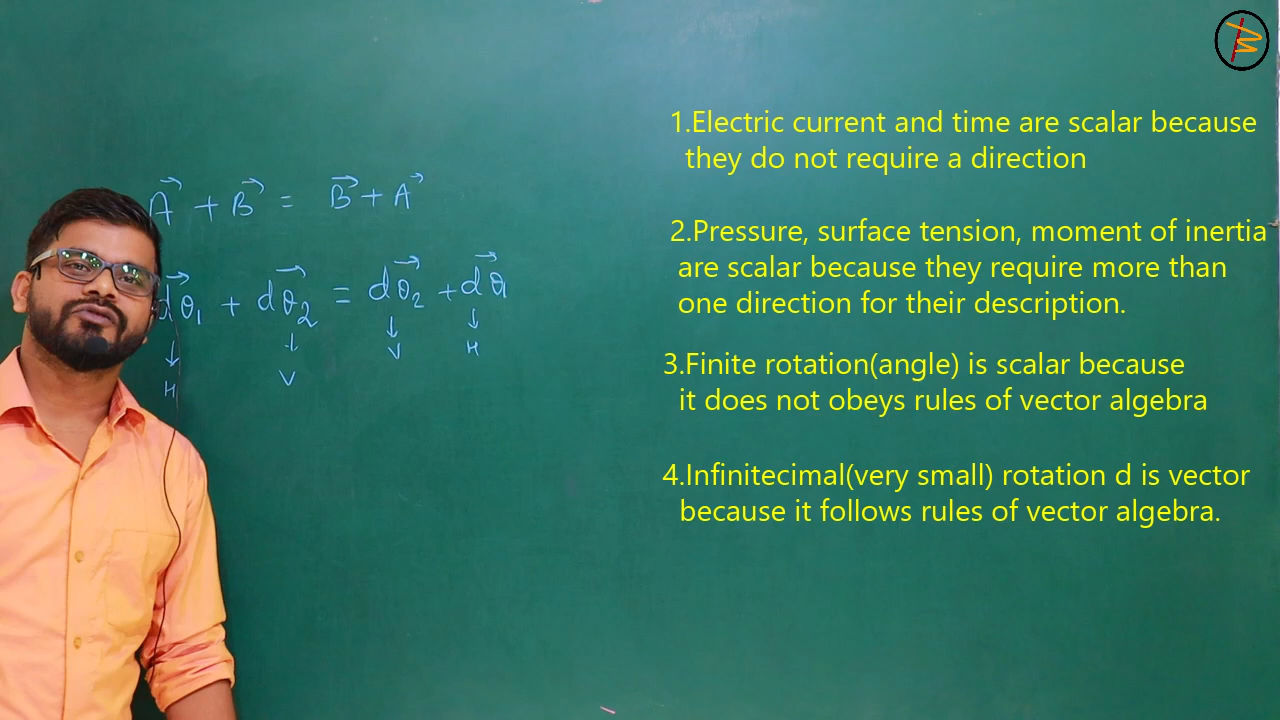 A⃗ + B⃗ = B⃗ + A⃗
dθ⃗₁ + dθ⃗₂ = dθ⃗₂ + dθ⃗₁
↓ ↓ ↓ ↓
H V V H
1.Electric current and time are scalar because
they do not require a direction
2.Pressure, surface tension, moment of inertia
are scalar because they require more than
one direction for their description.
3.Finite rotation(angle) is scalar because
it does not obeys rules of vector algebra
4.Infinitecimal(very small) rotation d is vector
because it follows rules of vector algebra.